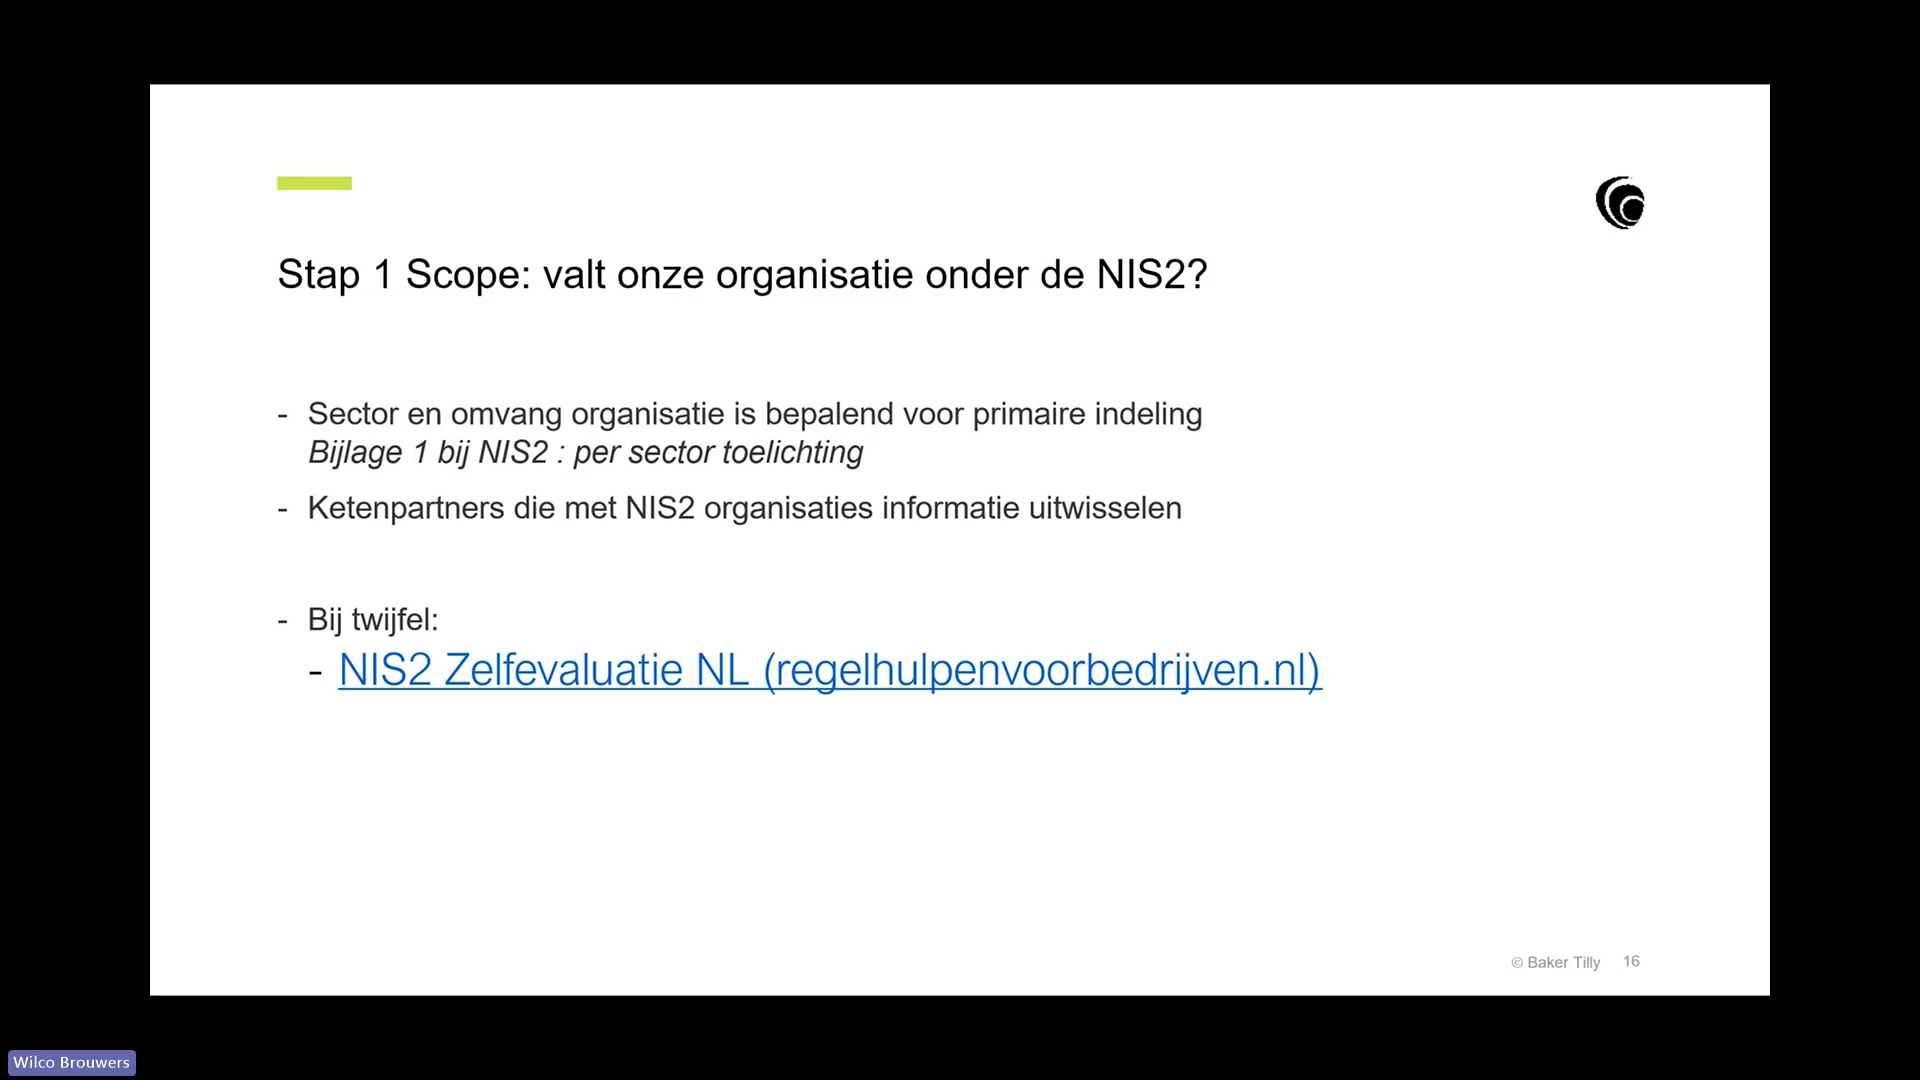 Stap 1 Scope: valt onze organisatie onder de NIS2?
- Sector en omvang organisatie is bepalend voor primaire indeling
Bijlage 1 bij NIS2 : per sector toelichting
- Ketenpartners die met NIS2 organisaties informatie uitwisselen
- Bij twijfel:
- NIS2 Zelfevaluatie NL (regelhulpenvoorbedrijven.nl)
© Baker Tilly 16
Wilco Brouwers